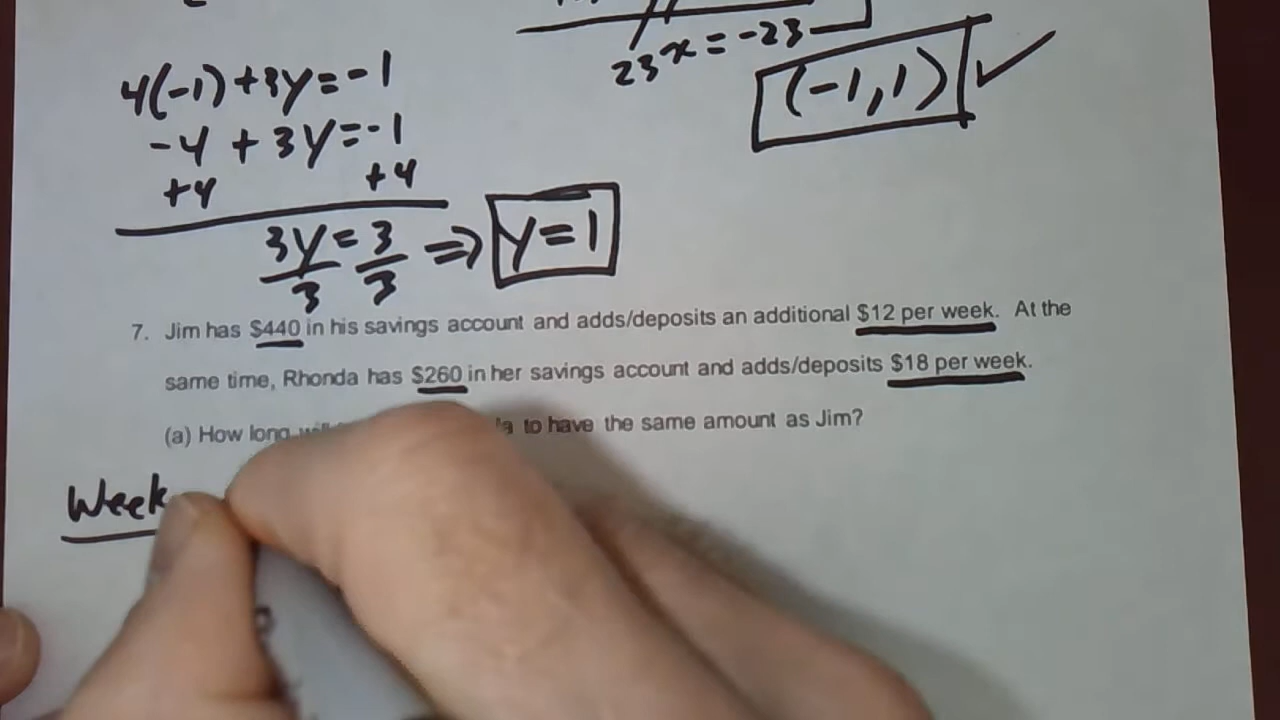 23x = -23
(-1,1) ✓
4(-1) +3y = -1
-4 + 3y = -1
+4 +4
3y = 3 ⇒ y = 1
3 3
7. Jim has $440 in his savings account and adds/deposits an additional $12 per week. At the
same time, Rhonda has $260 in her savings account and adds/deposits $18 per week.
(a) How long will to have the same amount as Jim?
Week